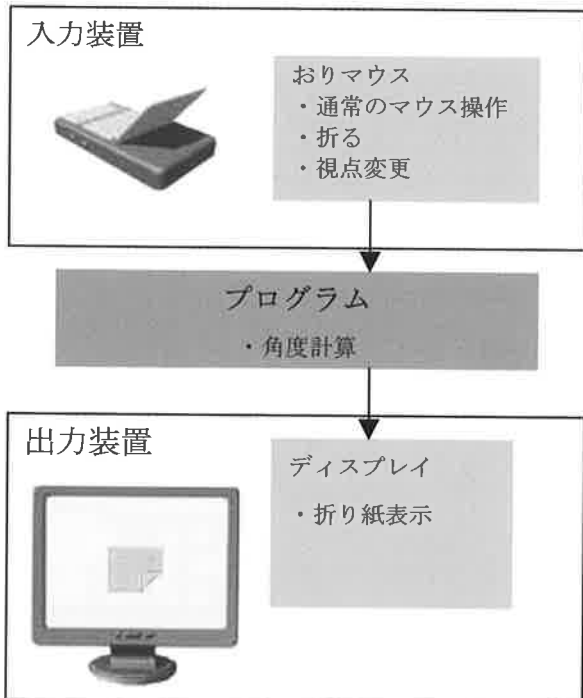 入力装置
おりマウス
・通常のマウス操作
・折る
・視点変更
プログラム
・角度計算
出力装置
ディスプレイ
・折り紙表示